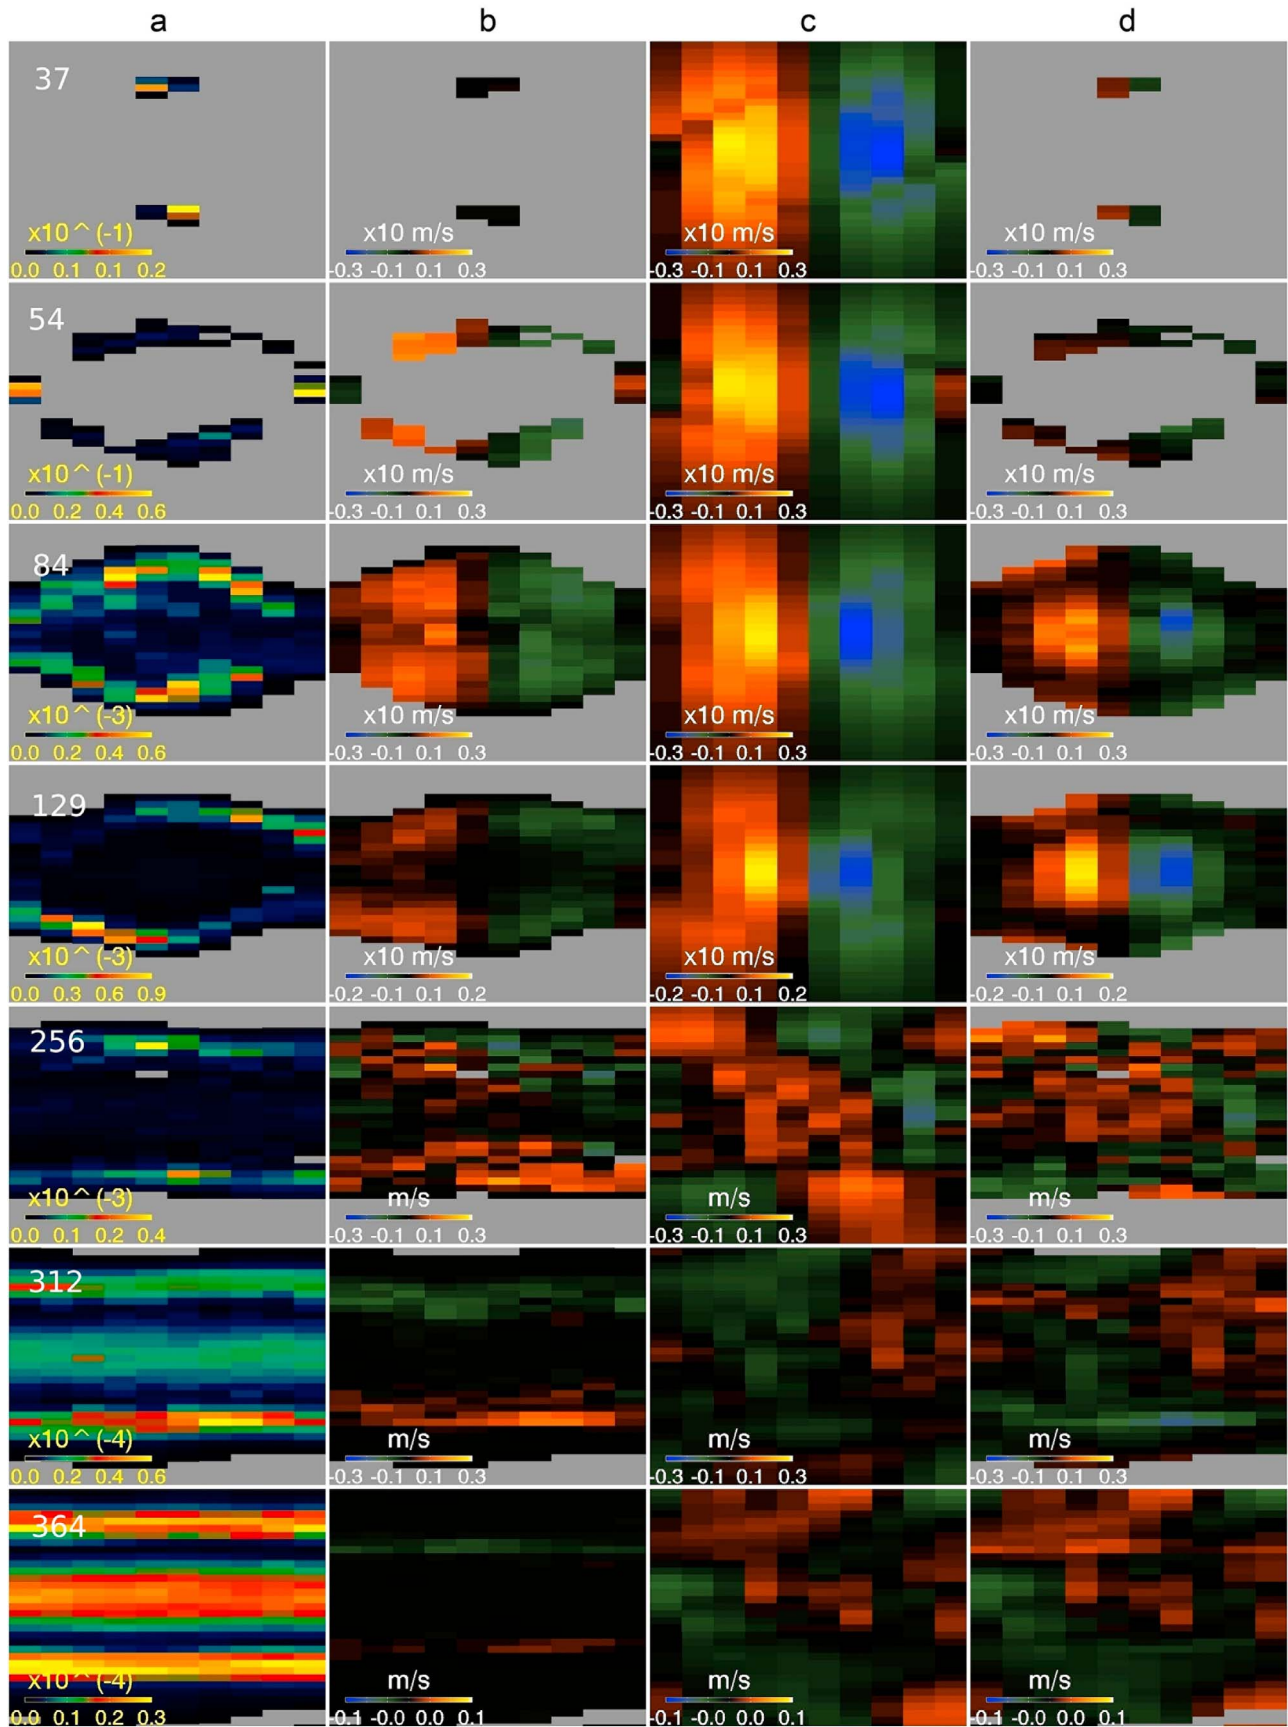 a b c d
37
x10^(-1) x10 m/s x10 m/s x10 m/s
0.0 0.1 0.1 0.2 -0.3 -0.1 0.1 0.3 -0.3 -0.1 0.1 0.3 -0.3 -0.1 0.1 0.3
54
x10^(-1) x10 m/s x10 m/s x10 m/s
0.0 0.2 0.4 0.6 -0.3 -0.1 0.1 0.3 -0.3 -0.1 0.1 0.3 -0.3 -0.1 0.1 0.3
84
x10^(-3) x10 m/s x10 m/s x10 m/s
0.0 0.2 0.4 0.6 -0.3 -0.1 0.1 0.3 -0.3 -0.1 0.1 0.3 -0.3 -0.1 0.1 0.3
129
x10^(-3) x10 m/s x10 m/s x10 m/s
0.0 0.3 0.6 0.9 -0.2 -0.1 0.1 0.2 -0.2 -0.1 0.1 0.2 -0.2 -0.1 0.1 0.2
256
x10^(-3) m/s m/s m/s
0.0 0.1 0.2 0.4 -0.3 -0.1 0.1 0.3 -0.3 -0.1 0.1 0.3 -0.3 -0.1 0.1 0.3
312
x10^(-4) m/s m/s m/s
0.0 0.2 0.4 0.6 -0.3 -0.1 0.1 0.3 -0.3 -0.1 0.1 0.3 -0.3 -0.1 0.1 0.3
364
x10^(-4) m/s m/s m/s
0.0 0.1 0.2 0.3 -0.1 -0.0 0.0 0.1 -0.1 -0.0 0.0 0.1 -0.1 -0.0 0.0 0.1